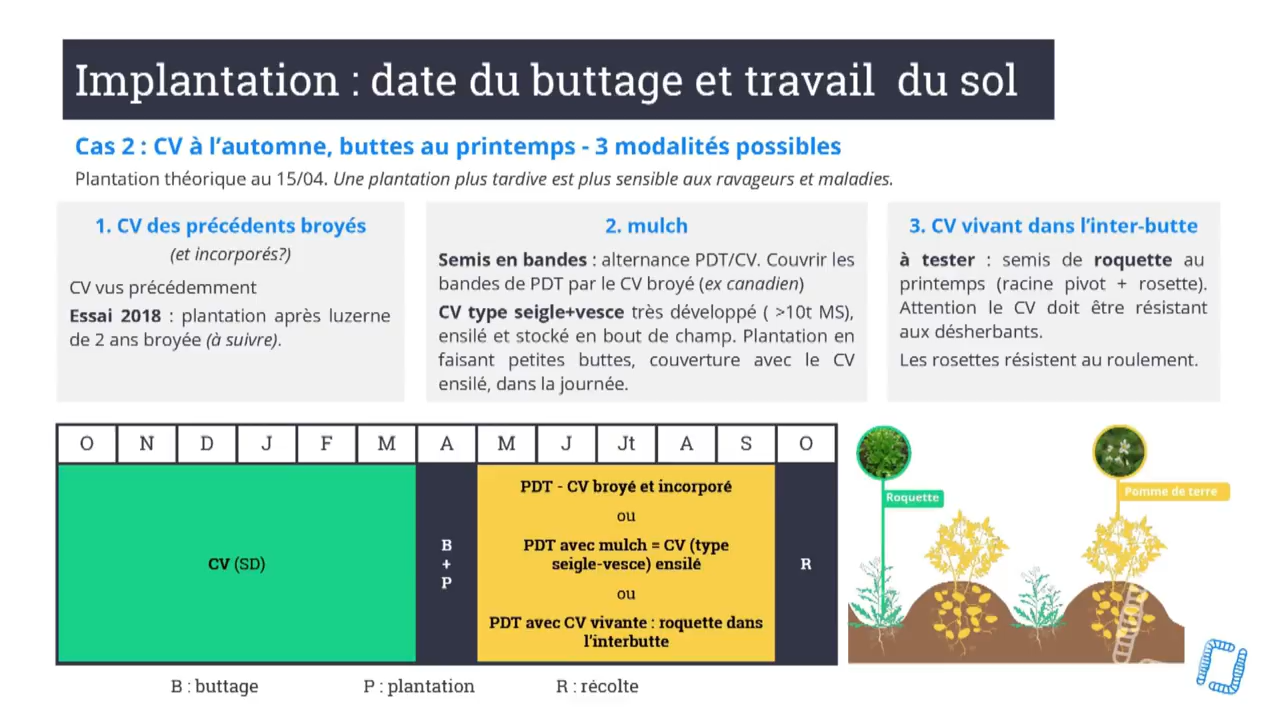 Implantation : date du buttage et travail du sol
Cas 2 : CV à l'automne, buttes au printemps - 3 modalités possibles
Plantation théorique au 15/04. Une plantation plus tardive est plus sensible aux ravageurs et maladies.
1. CV des précédents broyés
(et incorporés?)
CV vus précédemment
Essai 2018 : plantation après luzerne
de 2 ans broyée (à suivre).
2. mulch
Semis en bandes : alternance PDT/CV. Couvrir les
bandes de PDT par le CV broyé (ex canadien)
CV type seigle+vesce très développé ( >10t MS),
ensilé et stocké en bout de champ. Plantation en
faisant petites buttes, couverture avec le CV
ensilé, dans la journée.
3. CV vivant dans l'inter-butte
à tester : semis de roquette au
printemps (racine pivot + rosette).
Attention le CV doit être résistant
aux désherbants.
Les rosettes résistent au roulement.
O N D J F M A M J Jt A S O
CV (SD)
B
+
P
PDT - CV broyé et incorporé
ou
PDT avec mulch = CV (type
seigle-vesce) ensilé
ou
PDT avec CV vivante : roquette dans
l'interbutte
R
Roquette
Pomme de terre
B : buttage P : plantation R : récolte